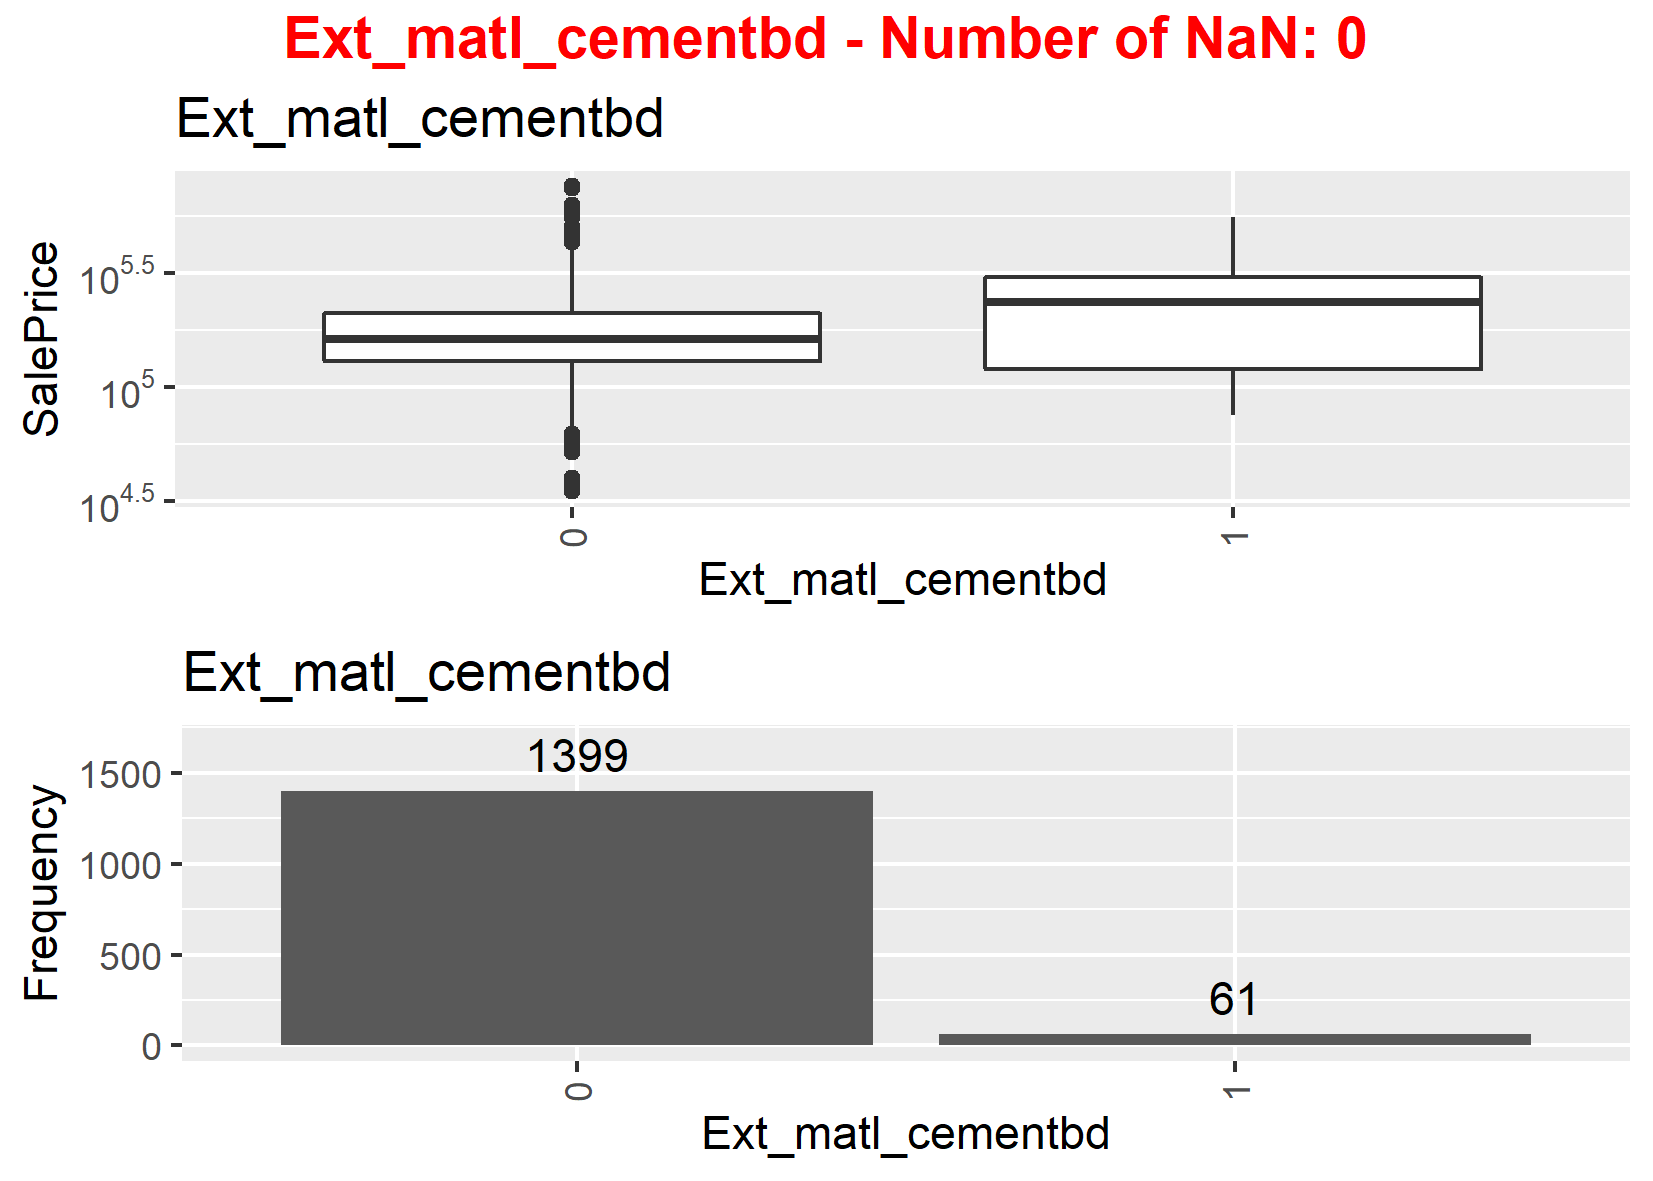 Ext_matl_cementbd - Number of NaN: 0
Ext_matl_cementbd
SalePrice
10^5.5
10^5
10^4.5
0 1
Ext_matl_cementbd
Ext_matl_cementbd
Frequency
1500
1000
500
0
1399
61
0 1
Ext_matl_cementbd